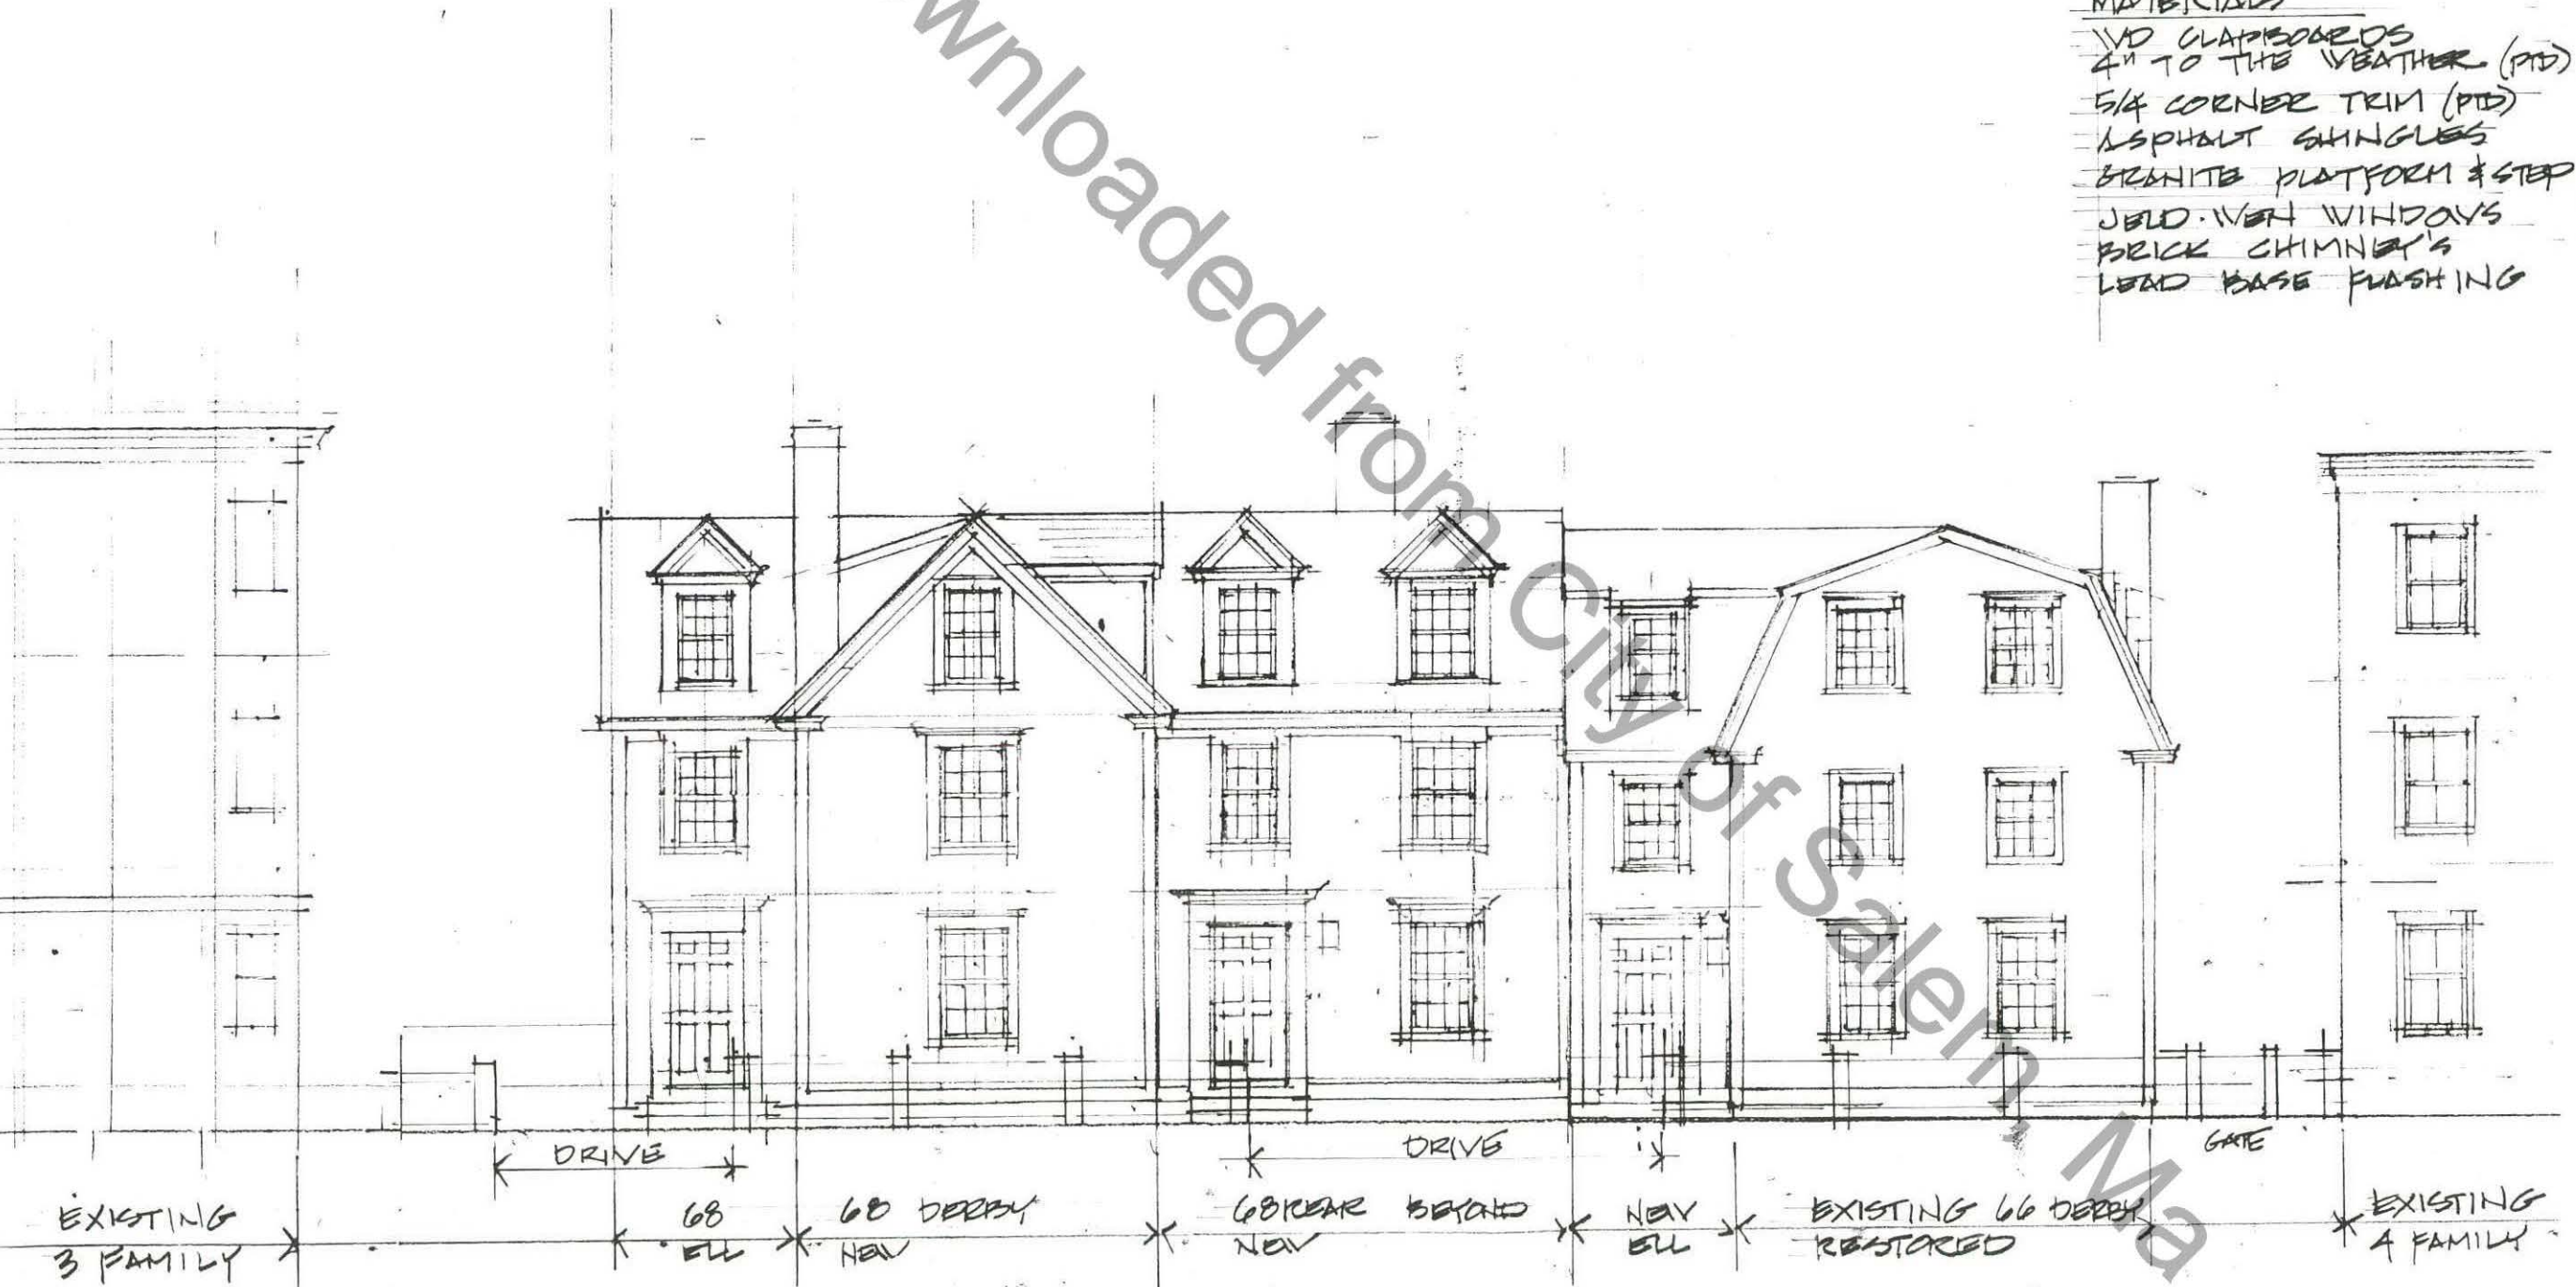 MATERIALS
WD CLAPBOARDS
4" TO THE WEATHER (PTD)
5/4 CORNER TRIM (PTD)
ASPHALT SHINGLES
GRANITE PLATFORM & STEP
JELD-WEN WINDOWS
BRICK CHIMNEY'S
LEAD BASE FLASHING
wnloaded from City of Salem, Ma
DRIVE
DRIVE
GATE
EXISTING
3 FAMILY
68
ELL
68 DERBY
NEW
68 REAR BEYOND
NEW
NEW
ELL
EXISTING 66 DERBY
RESTORED
EXISTING
4 FAMILY